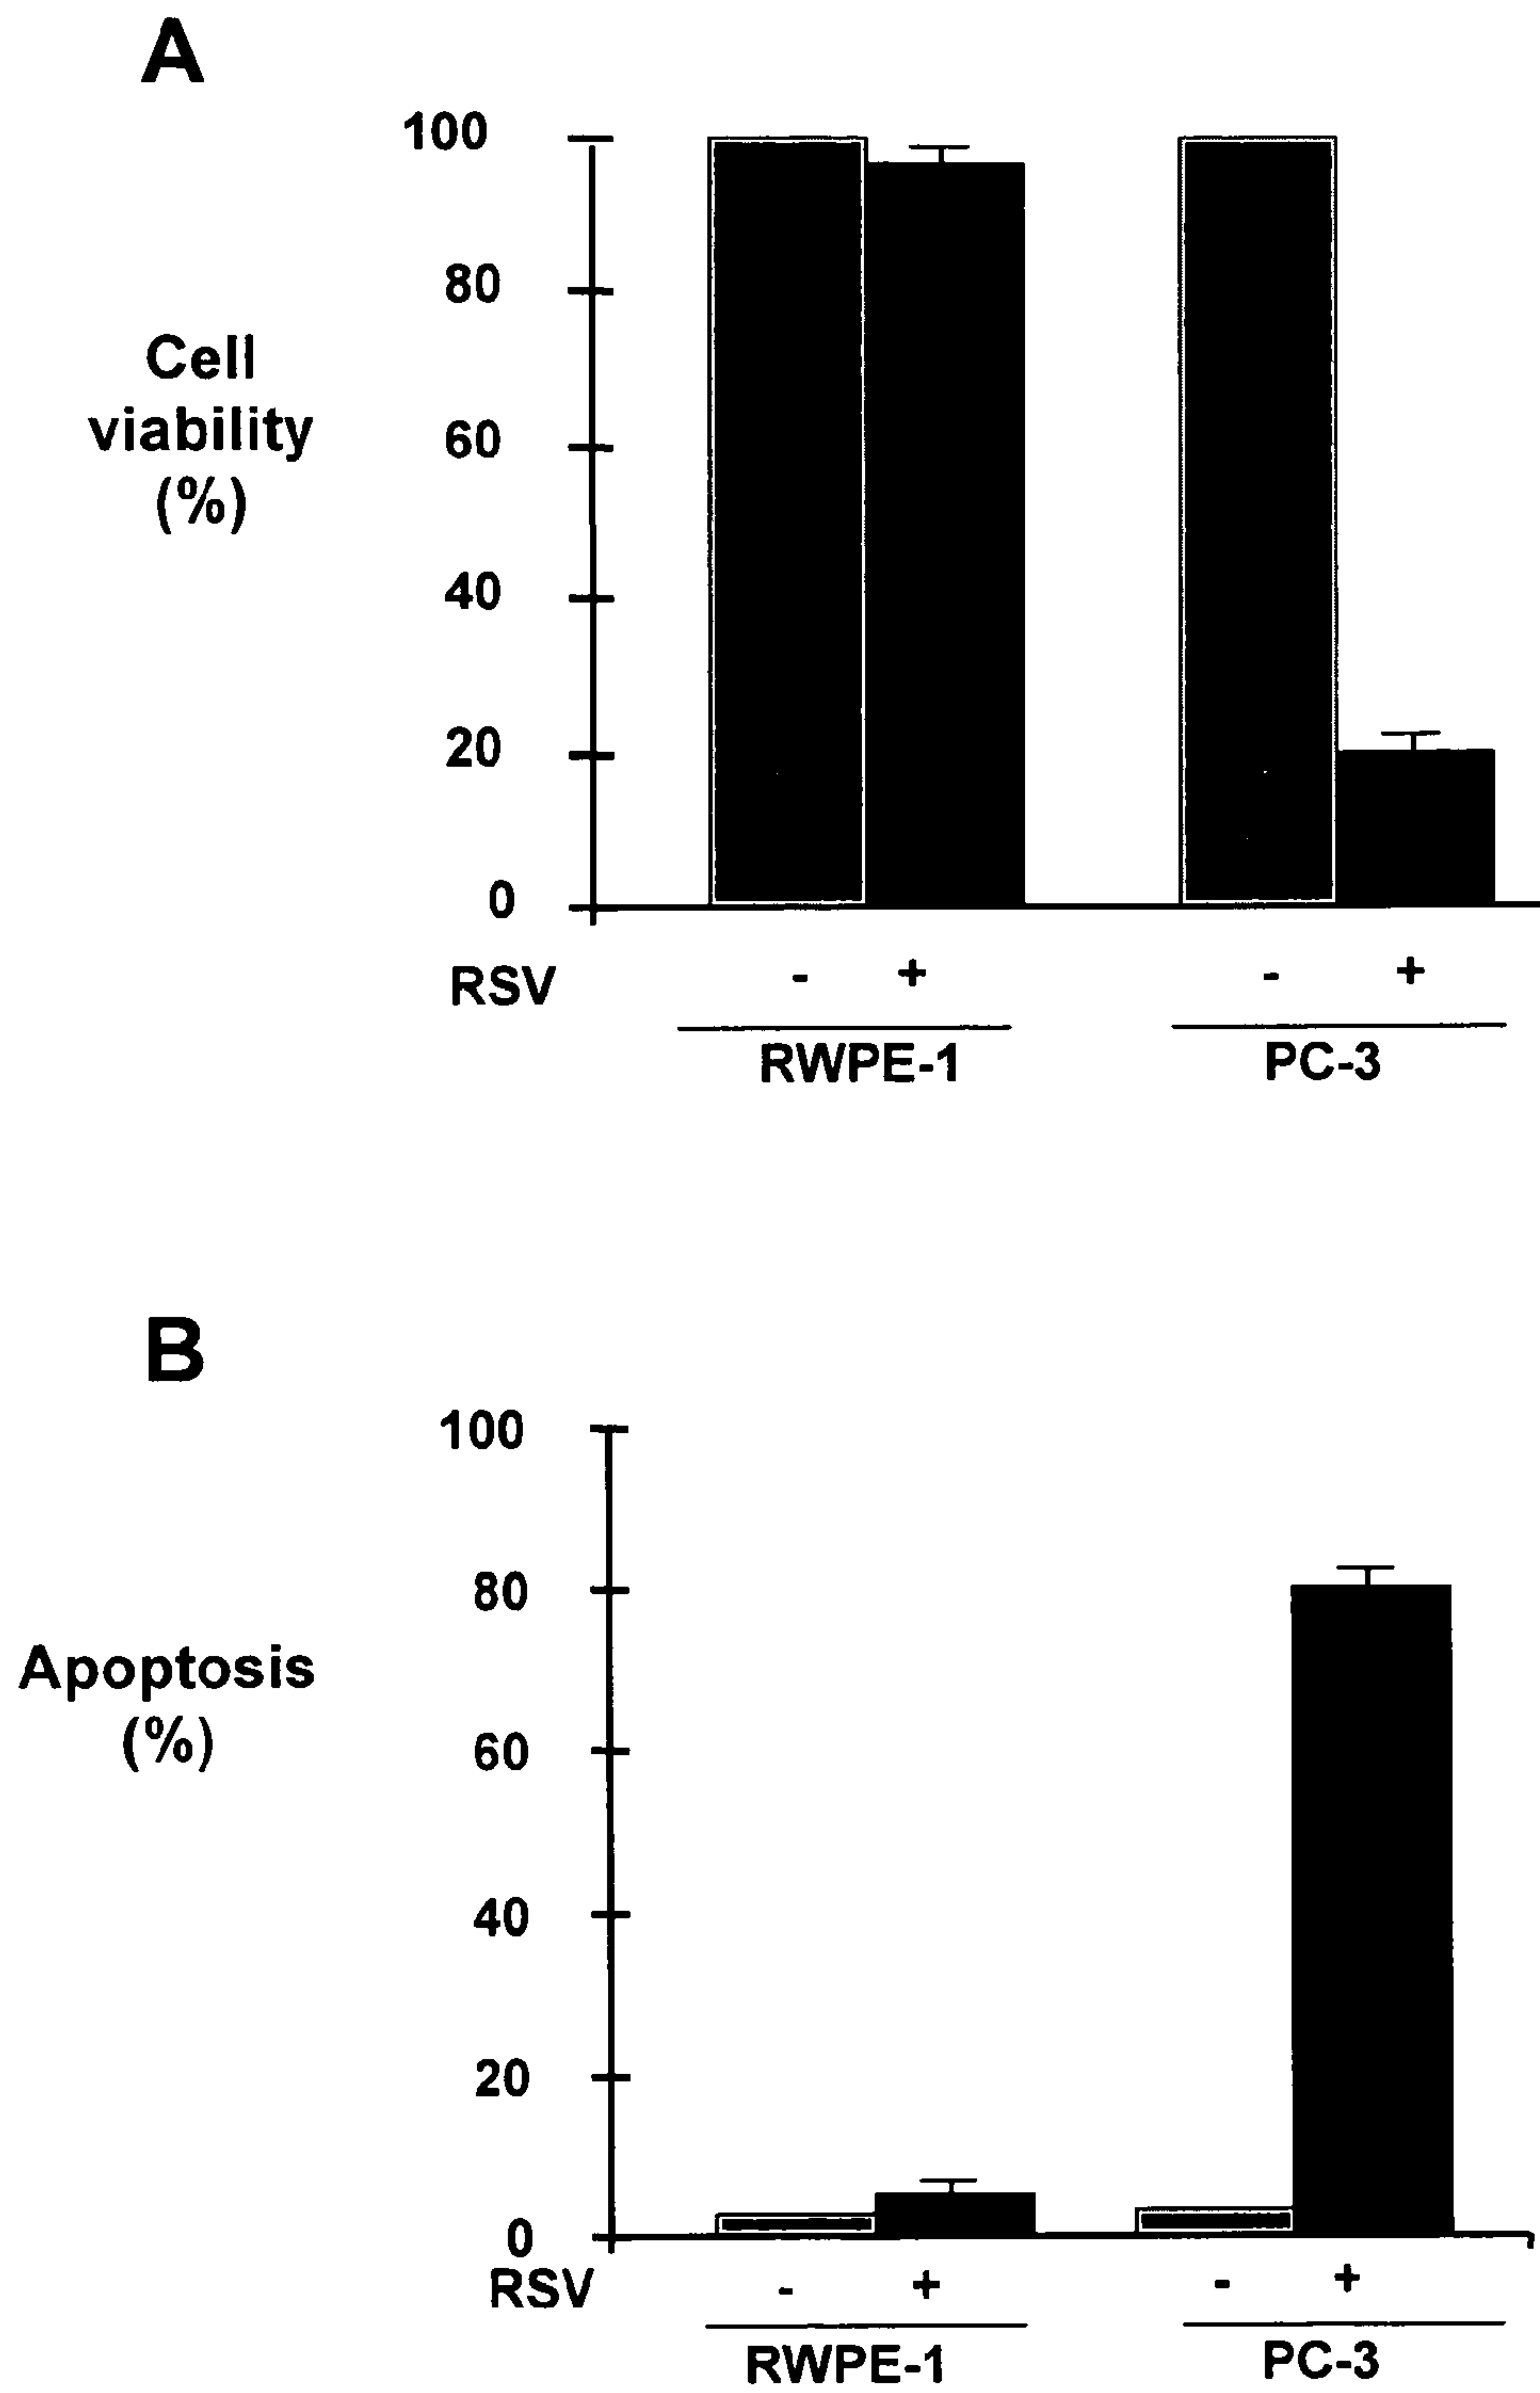 A
100
80
Cell
viability
(%)
60
40
20
0
RSV - + - +
RWPE-1 PC-3
B
100
80
Apoptosis
(%)
60
40
20
0
RSV - + - +
RWPE-1 PC-3